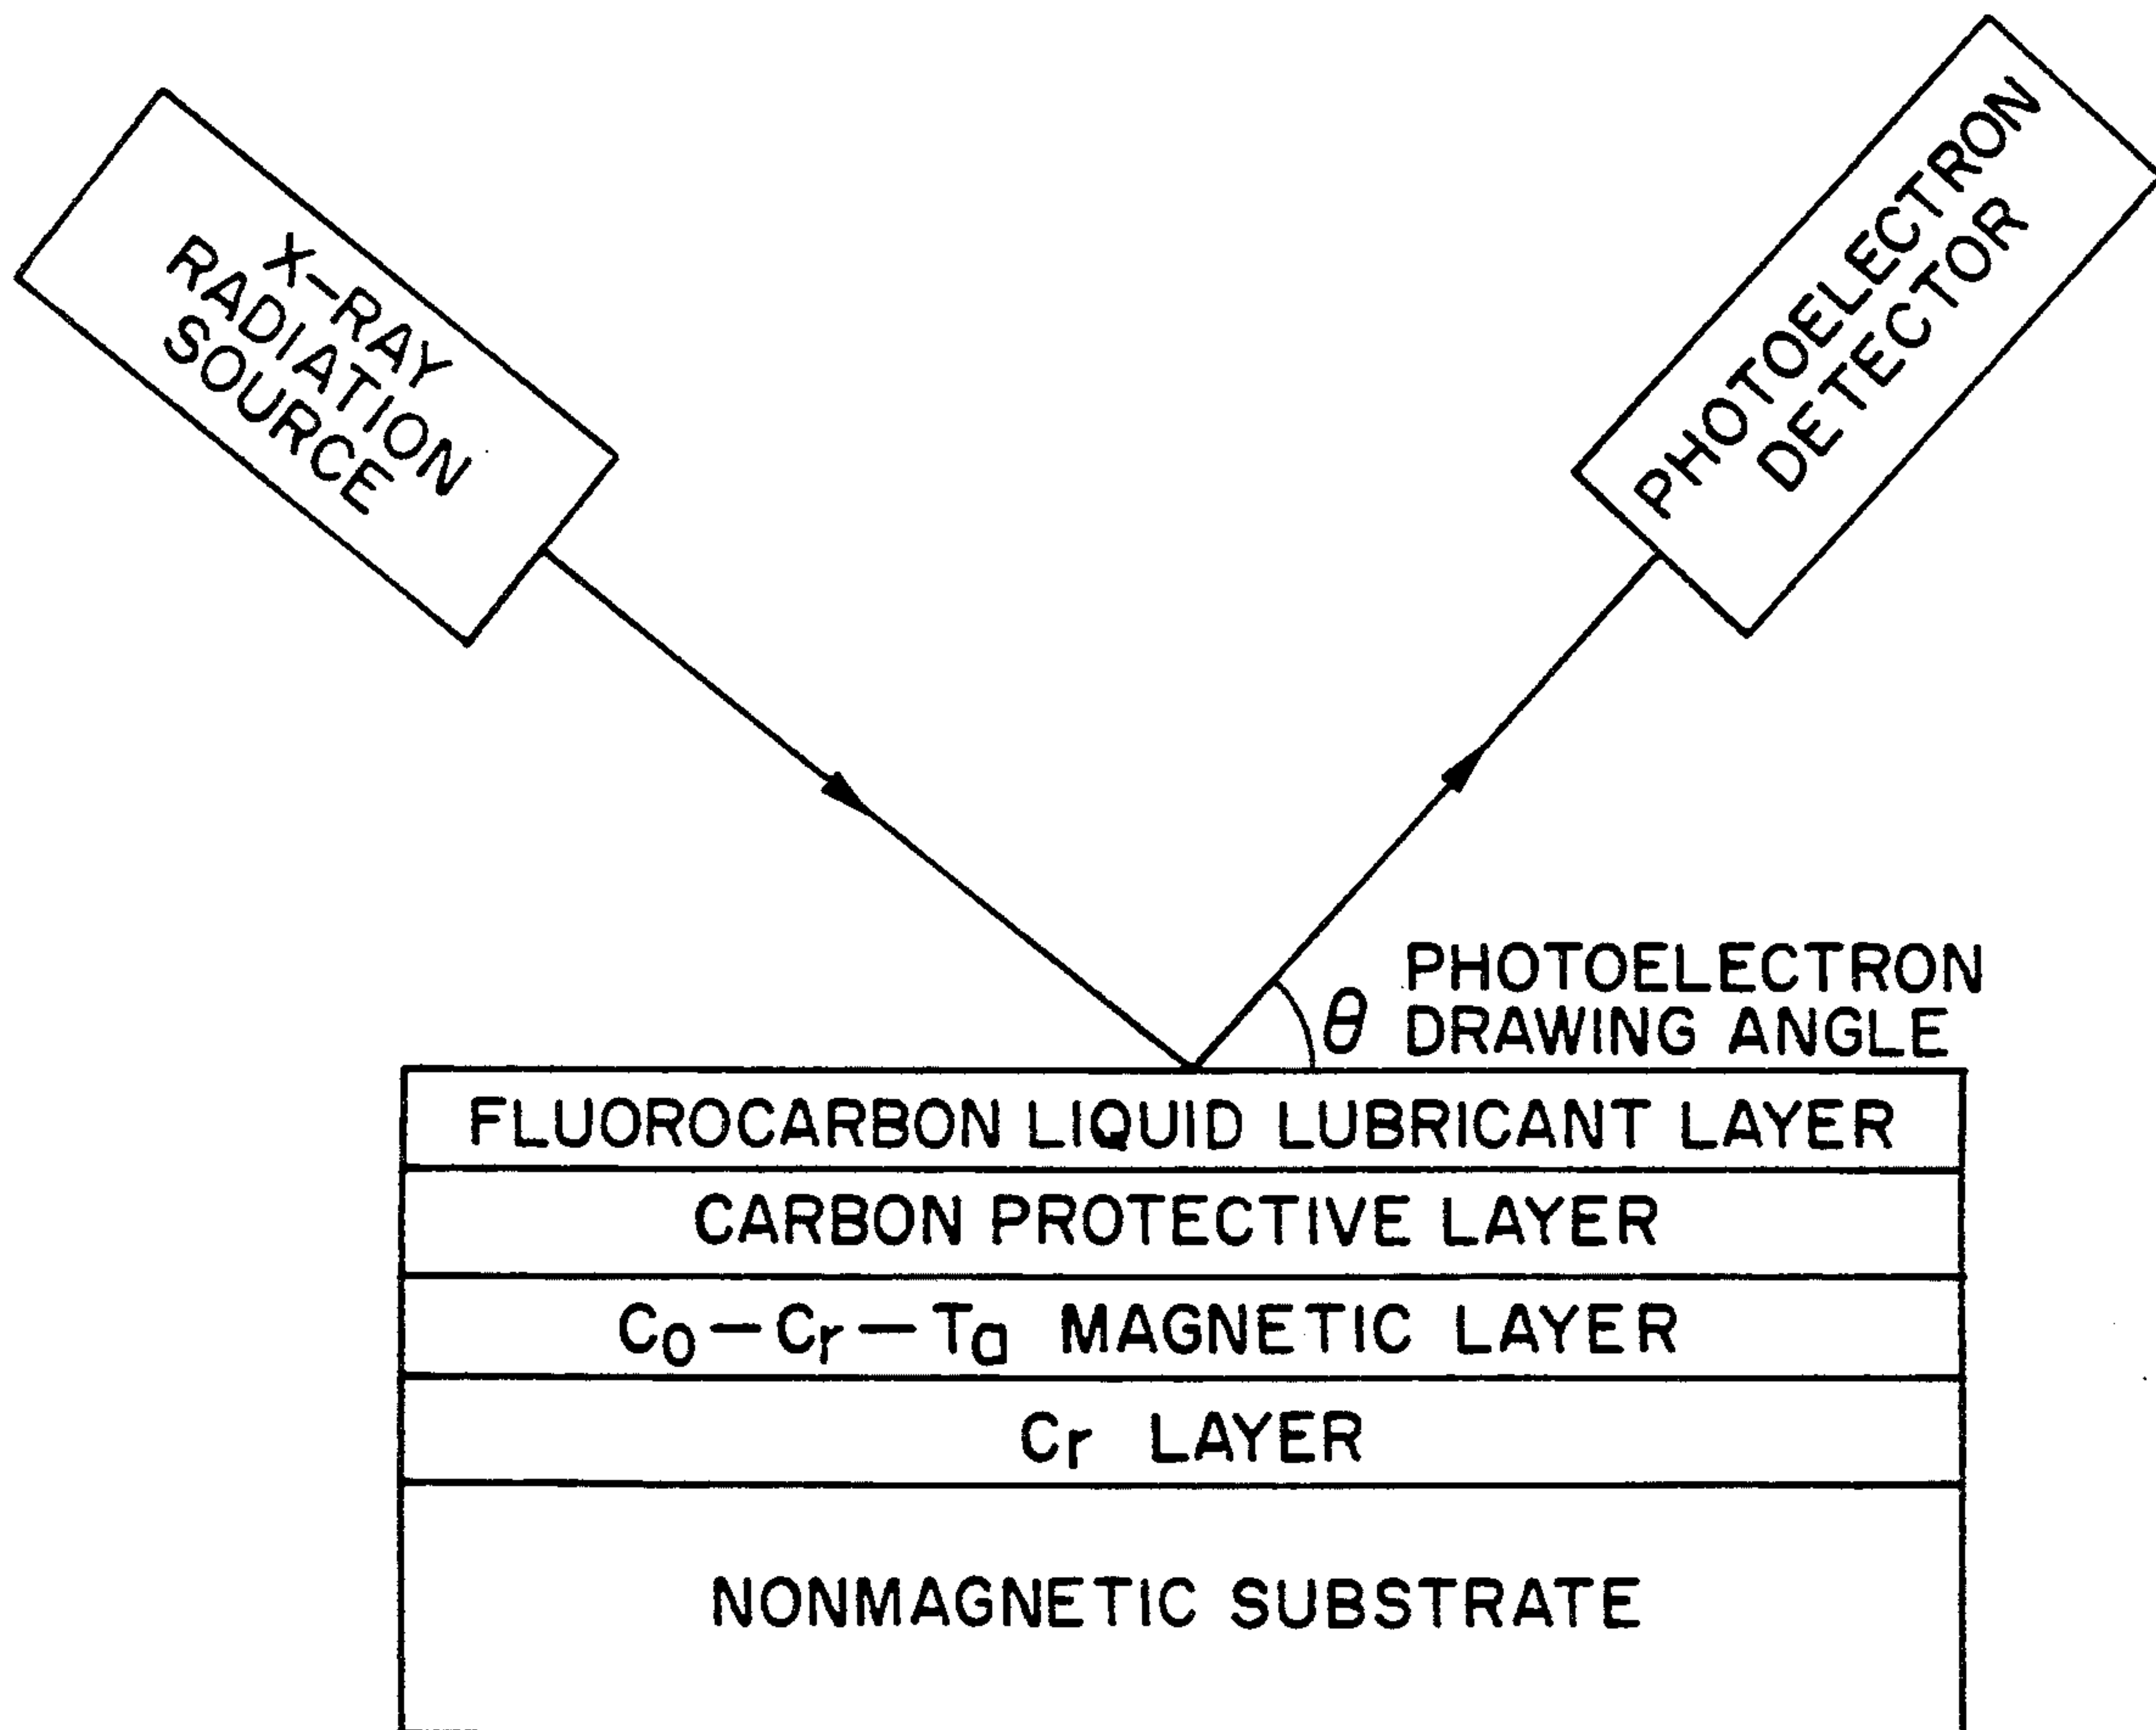 X-RAY
RADIATION
SOURCE
PHOTOELECTRON
DETECTOR
θ
PHOTOELECTRON
DRAWING ANGLE
FLUOROCARBON LIQUID LUBRICANT LAYER
CARBON PROTECTIVE LAYER
Co-Cr-Ta MAGNETIC LAYER
Cr LAYER
NONMAGNETIC SUBSTRATE